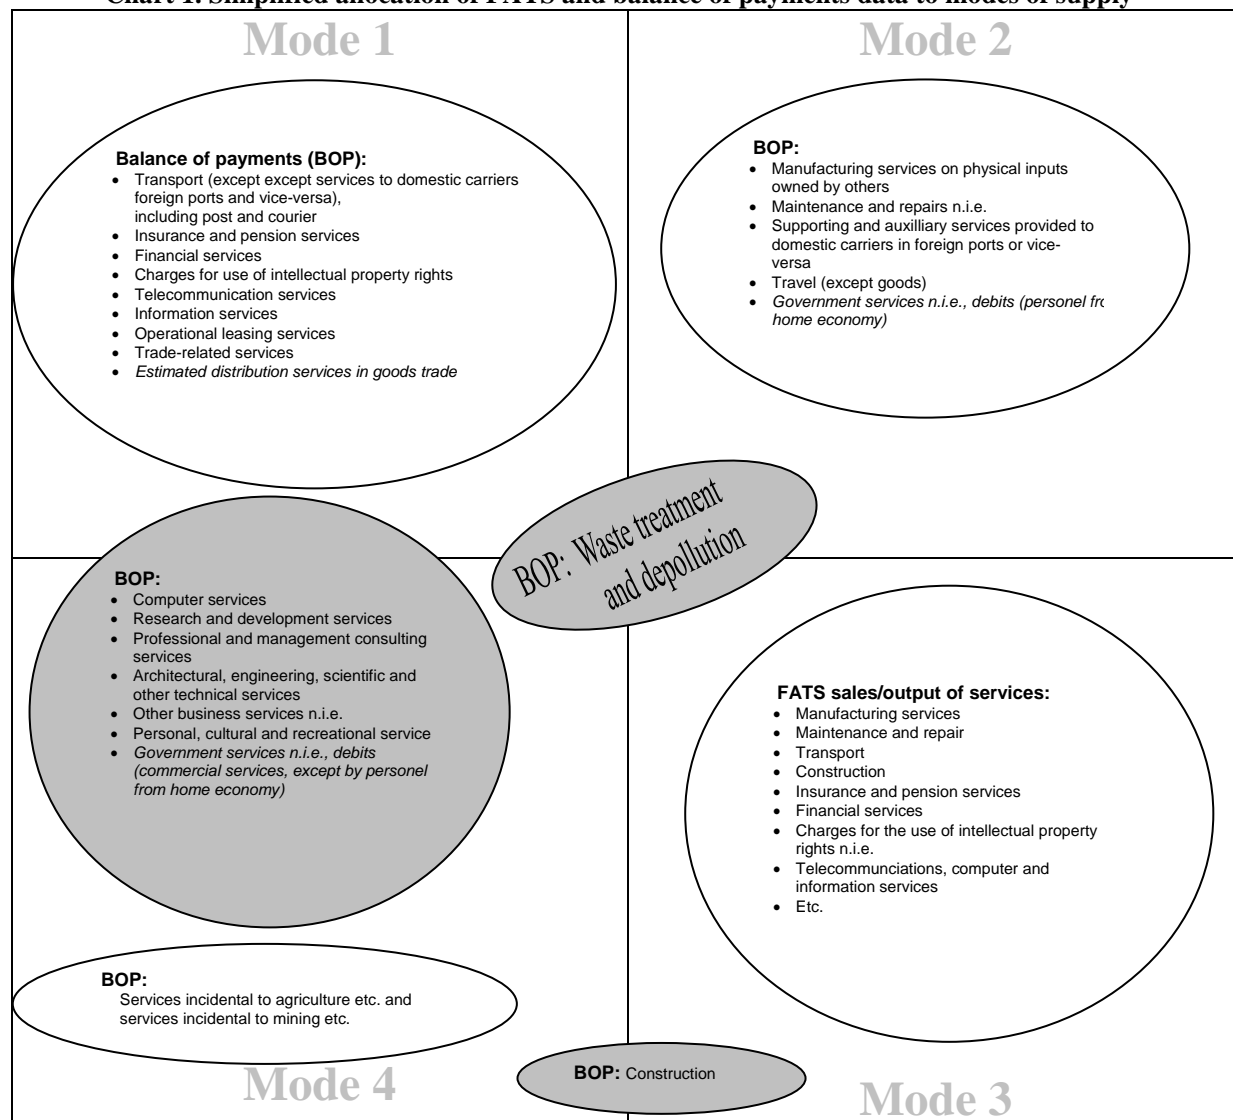 Chart 1. Simplified allocation of FATS and balance of payments data to modes of supply
Mode 1
Balance of payments (BOP):
• Transport (except except services to domestic carriers
foreign ports and vice-versa),
including post and courier
• Insurance and pension services
• Financial services
• Charges for use of intellectual property rights
• Telecommunication services
• Information services
• Operational leasing services
• Trade-related services
• Estimated distribution services in goods trade
Mode 2
BOP:
• Manufacturing services on physical inputs
owned by others
• Maintenance and repairs n.i.e.
• Supporting and auxilliary services provided to
domestic carriers in foreign ports or vice-
versa
• Travel (except goods)
• Government services n.i.e., debits (personel
home economy)
BOP: Waste treatment
and depollution
BOP:
• Computer services
• Research and development services
• Professional and management consulting
services
• Architectural, engineering, scientific and
other technical services
• Other business services n.i.e.
• Personal, cultural and recreational service
• Government services n.i.e., debits
(commercial services, except by personel
from home economy)
FATS sales/output of services:
• Manufacturing services
• Maintenance and repair
• Transport
• Construction
• Insurance and pension services
• Financial services
• Charges for the use of intellectual property
rights n.i.e.
• Telecommunciations, computer and
information services
• Etc.
BOP:
Services incidental to agriculture etc. and
services incidental to mining etc.
BOP: Construction
Mode 4
Mode 3